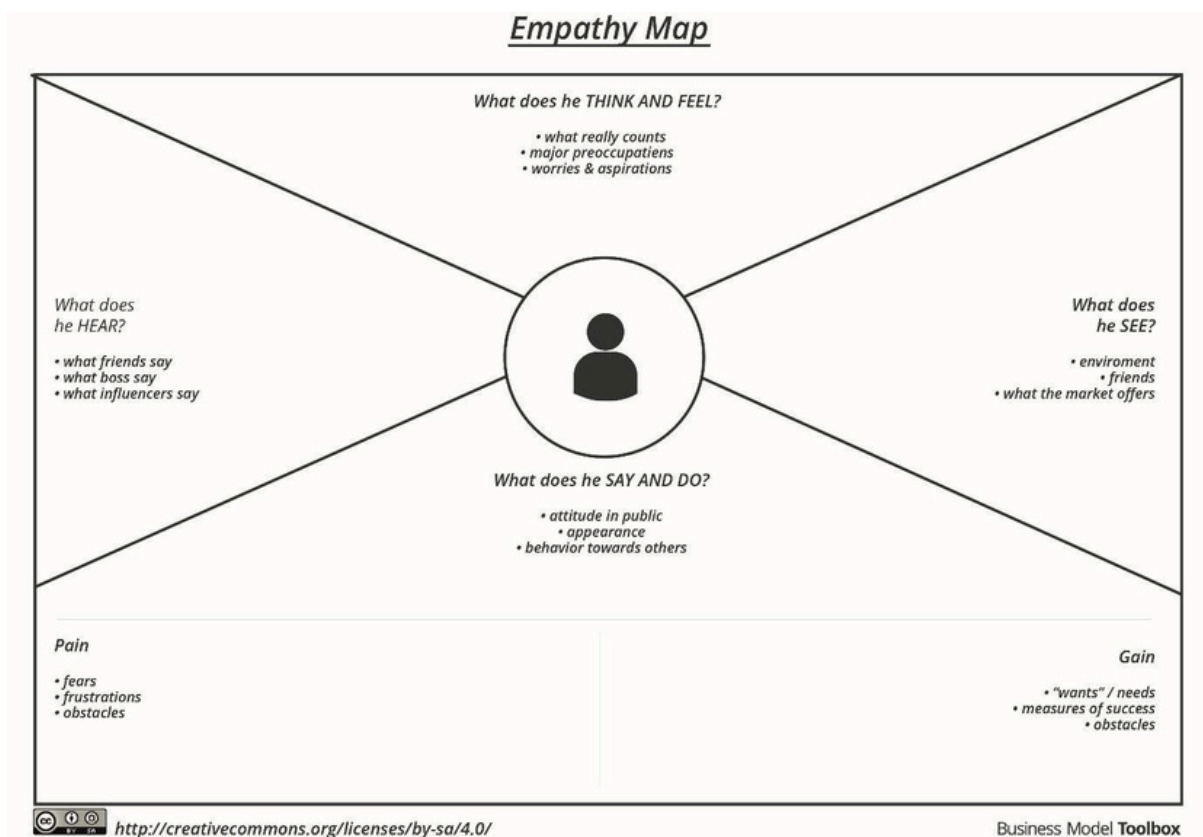 Empathy Map
What does he THINK AND FEEL?
• what really counts
• major preoccupatiens
• worries & aspirations
What does
he HEAR?
• what friends say
• what boss say
• what influencers say
What does
he SEE?
• enviroment
• friends
• what the market offers
What does he SAY AND DO?
• attitude in public
• appearance
• behavior towards others
Pain
• fears
• frustrations
• obstacles
Gain
• "wants" / needs
• measures of success
• obstacles
cc BY SA
http://creativecommons.org/licenses/by-sa/4.0/
Business Model Toolbox